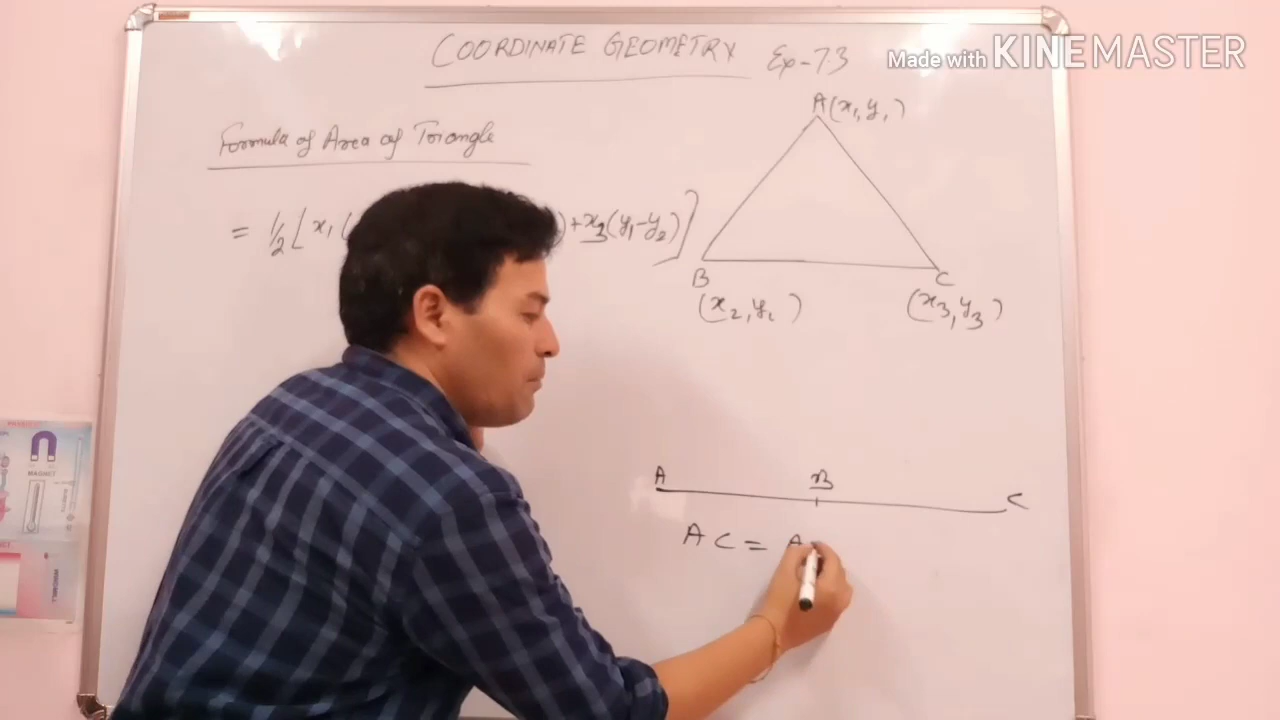 COORDINATE GEOMETRY Ex-7.3
Made with KINEMASTER
A(x₁, y₁)
Formula of Area of Triangle
= 1/2 [ x₁( ) + x₃(y₁-y₂) ]
B
C
(x₂, y₂)
(x₃, y₃)
MAGNET
A B C
AC = A